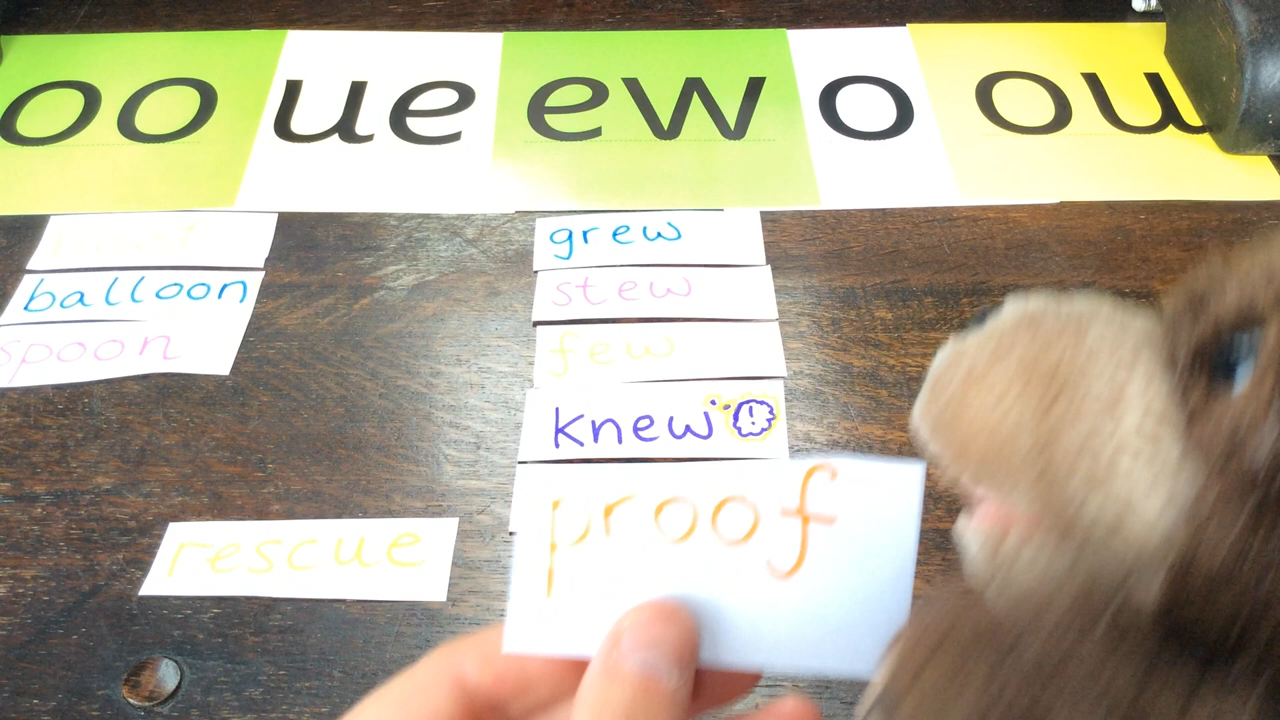 oo ue ew o ou
grew
balloon
stew
spoon
few
knew
!
proof
rescue